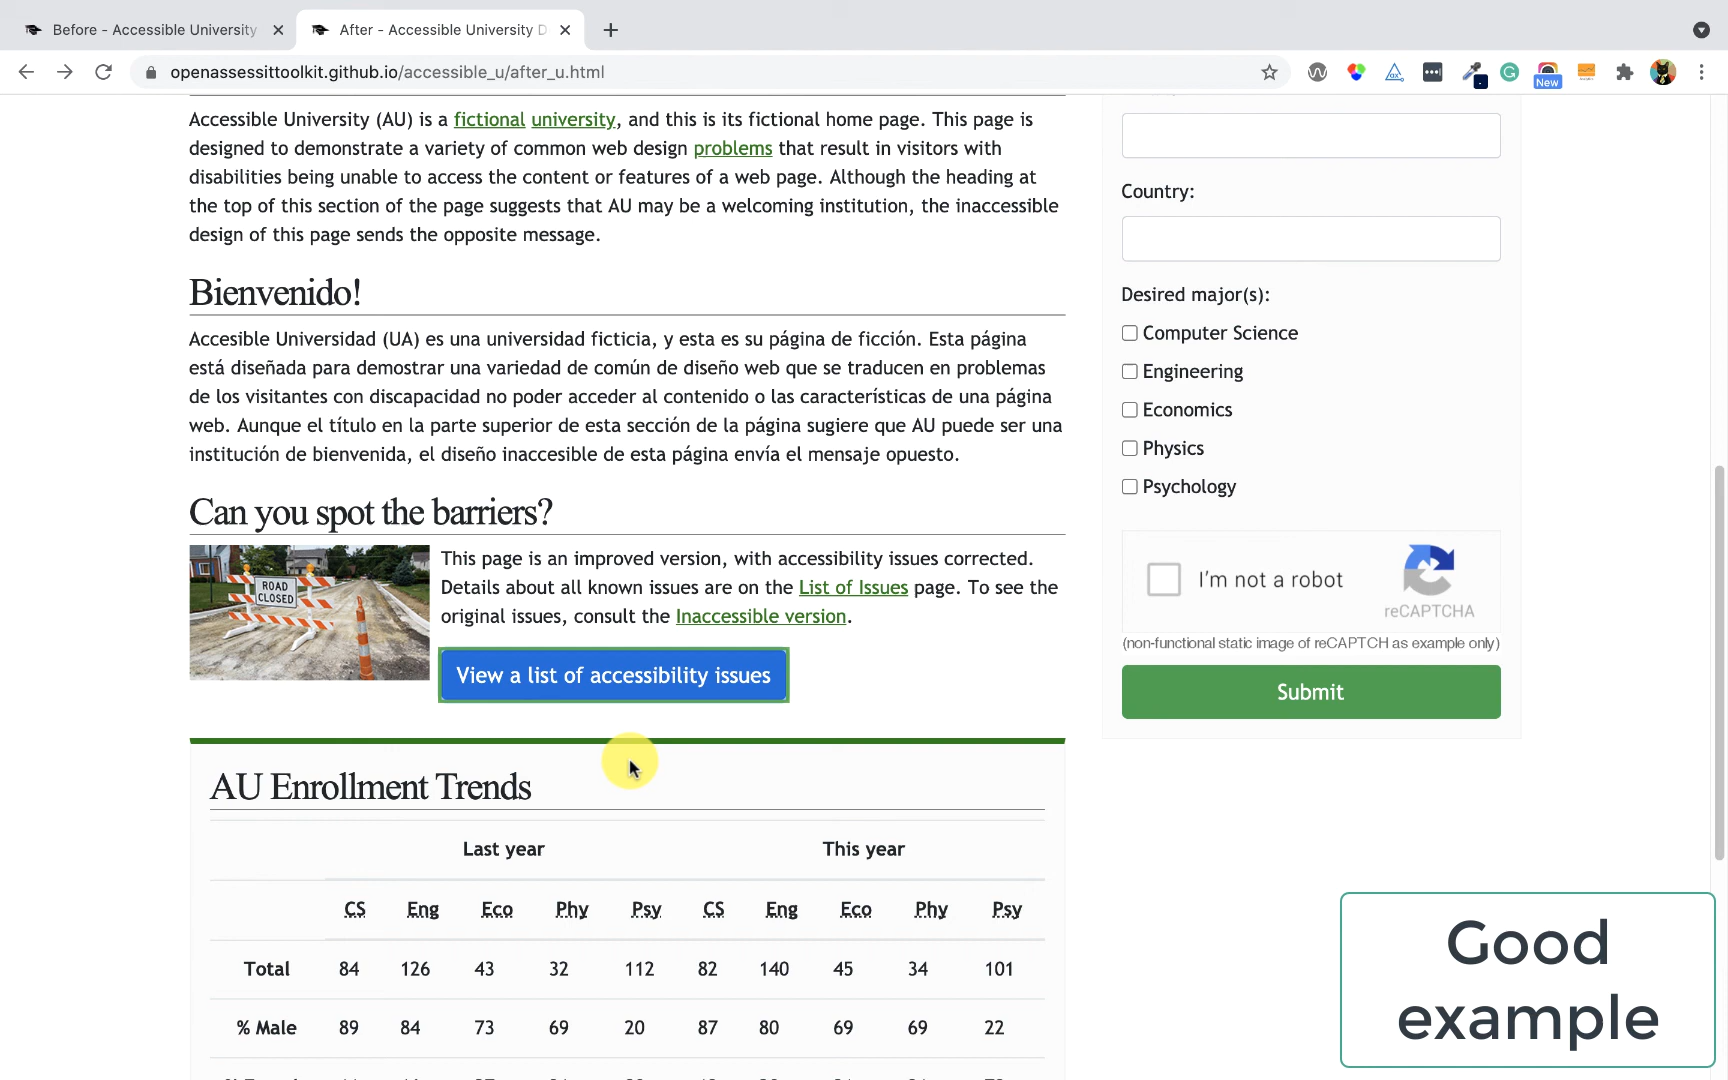 Before - Accessible University
After - Accessible University D
openassessittoolkit.github.io/accessible_u/after_u.html
New
Accessible University (AU) is a fictional university, and this is its fictional home page. This page is
designed to demonstrate a variety of common web design problems that result in visitors with
disabilities being unable to access the content or features of a web page. Although the heading at
the top of this section of the page suggests that AU may be a welcoming institution, the inaccessible
design of this page sends the opposite message.
Bienvenido!
Accesible Universidad (UA) es una universidad ficticia, y esta es su página de ficción. Esta página
está diseñada para demostrar una variedad de común de diseño web que se traducen en problemas
de los visitantes con discapacidad no poder acceder al contenido o las características de una página
web. Aunque el título en la parte superior de esta sección de la página sugiere que AU puede ser una
institución de bienvenida, el diseño inaccesible de esta página envía el mensaje opuesto.
Can you spot the barriers?
ROAD
CLOSED
This page is an improved version, with accessibility issues corrected.
Details about all known issues are on the List of Issues page. To see the
original issues, consult the Inaccessible version.
View a list of accessibility issues
AU Enrollment Trends
Last year This year
CS Eng Eco Phy Psy CS Eng Eco Phy Psy
Total 84 126 43 32 112 82 140 45 34 101
% Male 89 84 73 69 20 87 80 69 69 22
Country:
Desired major(s):
Computer Science
Engineering
Economics
Physics
Psychology
I'm not a robot
reCAPTCHA
(non-functional static image of reCAPTCH as example only)
Submit
Good
example